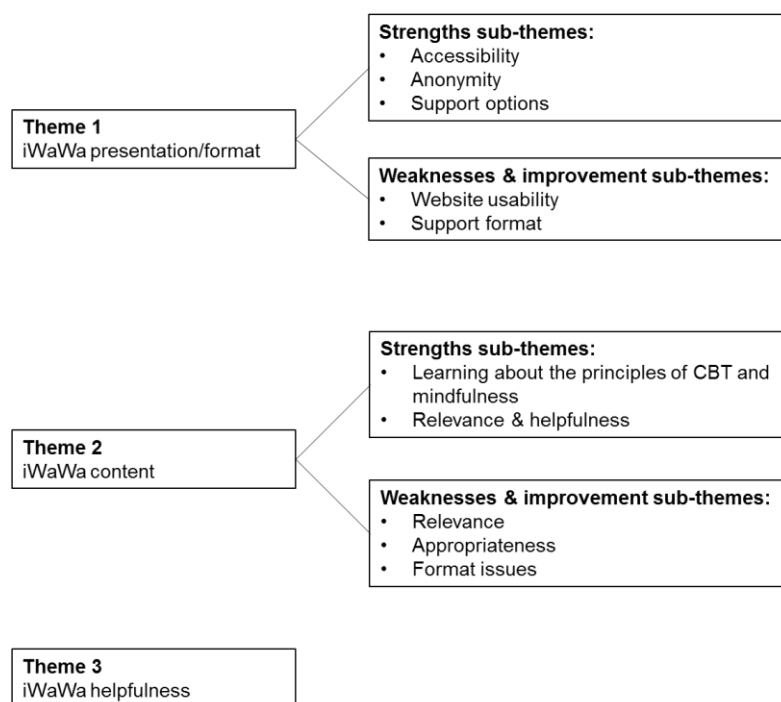 Strengths sub-themes:
• Accessibility
• Anonymity
• Support options
Theme 1
iWaWa presentation/format
Weaknesses & improvement sub-themes:
• Website usability
• Support format
Strengths sub-themes:
• Learning about the principles of CBT and
mindfulness
• Relevance & helpfulness
Theme 2
iWaWa content
Weaknesses & improvement sub-themes:
• Relevance
• Appropriateness
• Format issues
Theme 3
iWaWa helpfulness